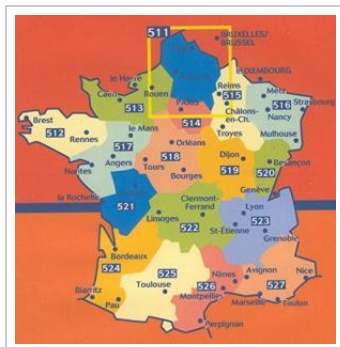 511
BRUXELLES/
BRUSSEL
LUXEMBOURG
le Havre
Rouen
Reims
515
Metz
Caen
513
PARIS
Châlons-
en-Ch.
516
Strasbourg
Nancy
514
Brest
512
Rennes
le Mans
Troyes
Mulhouse
Orléans
517
518
Angers
Tours
Dijon
519
Besançon
520
Nantes
Bourges
Genève
la Rochelle
521
Limoges
Clermont-
Ferrand
522
Lyon
523
St-Étienne
Grenoble
Bordeaux
524
525
Toulouse
Nîmes
Avignon
Nice
526
527
Biarritz
Pau
Montpellier
Marseille
Toulon
Perpignan